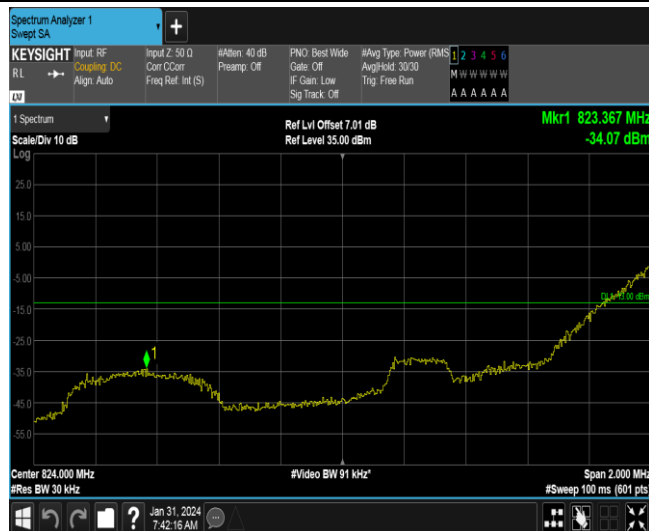 Spectrum Analyzer 1
Swept SA
+
KEYSIGHT
RL
LXI
Input: RF
Coupling: DC
Align: Auto
Input Z: 50 Ω
Corr CCorr
Freq Ref: Int (S)
#Atten: 40 dB
Preamp: Off
PNO: Best Wide
Gate: Off
IF Gain: Low
Sig Track: Off
#Avg Type: Power (RMS
Avg|Hold: 30/30
Trig: Free Run
1 2 3 4 5 6
M W W W W W
A A A A A A
1 Spectrum
Scale/Div 10 dB
Log
Ref Lvl Offset 7.01 dB
Ref Level 35.00 dBm
Mkr1 823.367 MHz
-34.07 dBm
25.0
15.0
5.00
-5.00
-15.0
-25.0
-35.0
-45.0
-55.0
1
Center 824.000 MHz
#Res BW 30 kHz
#Video BW 91 kHz*
Span 2.000 MHz
#Sweep 100 ms (601 pts)
?
Jan 31, 2024
7:42:16 AM